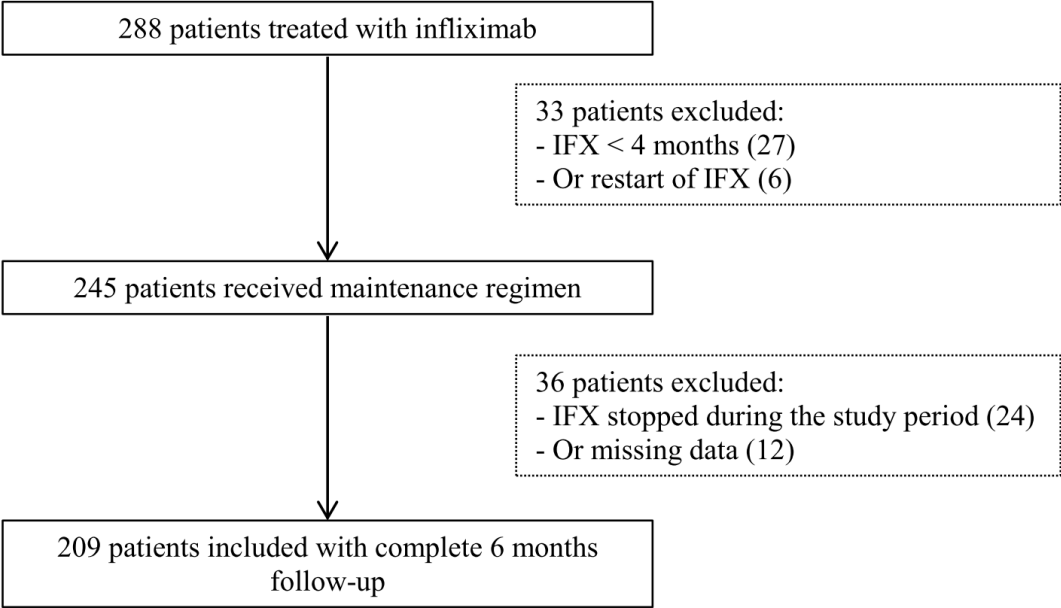 288 patients treated with infliximab
33 patients excluded:
- IFX < 4 months (27)
- Or restart of IFX (6)
245 patients received maintenance regimen
36 patients excluded:
- IFX stopped during the study period (24)
- Or missing data (12)
209 patients included with complete 6 months
follow-up